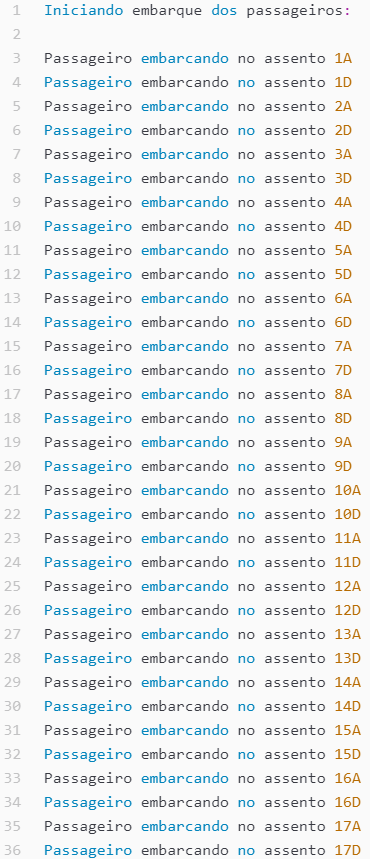 1 Iniciando embarque dos passageiros:
2
3 Passageiro embarcando no assento 1A
4 Passageiro embarcando no assento 1D
5 Passageiro embarcando no assento 2A
6 Passageiro embarcando no assento 2D
7 Passageiro embarcando no assento 3A
8 Passageiro embarcando no assento 3D
9 Passageiro embarcando no assento 4A
10 Passageiro embarcando no assento 4D
11 Passageiro embarcando no assento 5A
12 Passageiro embarcando no assento 5D
13 Passageiro embarcando no assento 6A
14 Passageiro embarcando no assento 6D
15 Passageiro embarcando no assento 7A
16 Passageiro embarcando no assento 7D
17 Passageiro embarcando no assento 8A
18 Passageiro embarcando no assento 8D
19 Passageiro embarcando no assento 9A
20 Passageiro embarcando no assento 9D
21 Passageiro embarcando no assento 10A
22 Passageiro embarcando no assento 10D
23 Passageiro embarcando no assento 11A
24 Passageiro embarcando no assento 11D
25 Passageiro embarcando no assento 12A
26 Passageiro embarcando no assento 12D
27 Passageiro embarcando no assento 13A
28 Passageiro embarcando no assento 13D
29 Passageiro embarcando no assento 14A
30 Passageiro embarcando no assento 14D
31 Passageiro embarcando no assento 15A
32 Passageiro embarcando no assento 15D
33 Passageiro embarcando no assento 16A
34 Passageiro embarcando no assento 16D
35 Passageiro embarcando no assento 17A
36 Passageiro embarcando no assento 17D